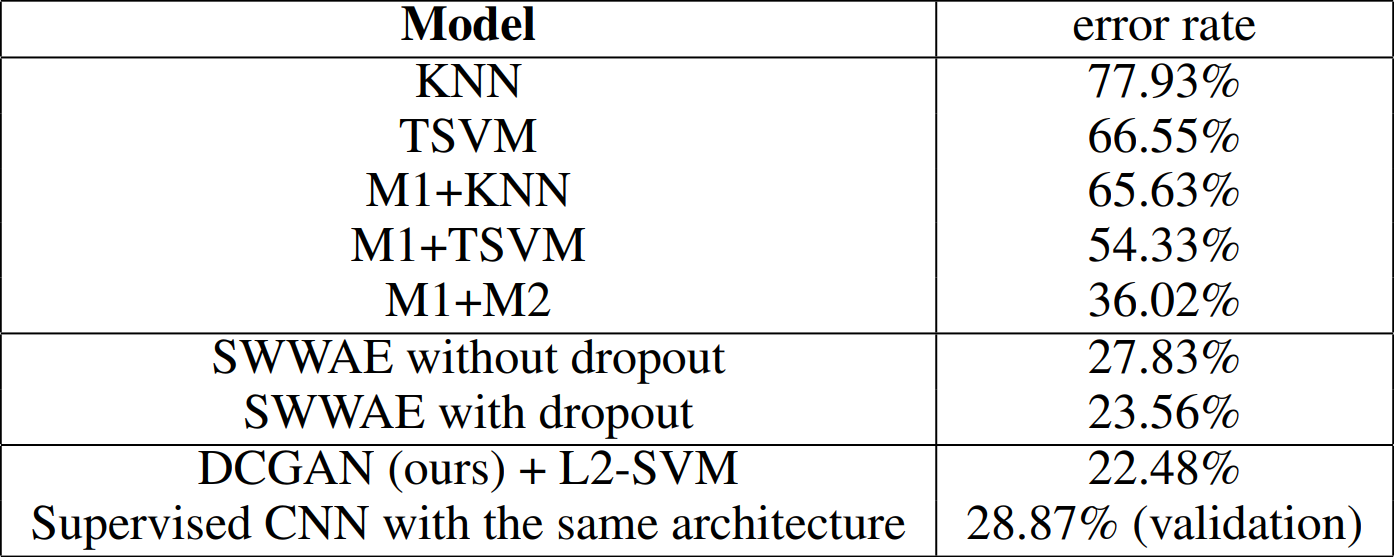 Model error rate
KNN 77.93%
TSVM 66.55%
M1+KNN 65.63%
M1+TSVM 54.33%
M1+M2 36.02%
SWWAE without dropout 27.83%
SWWAE with dropout 23.56%
DCGAN (ours) + L2-SVM 22.48%
Supervised CNN with the same architecture 28.87% (validation)